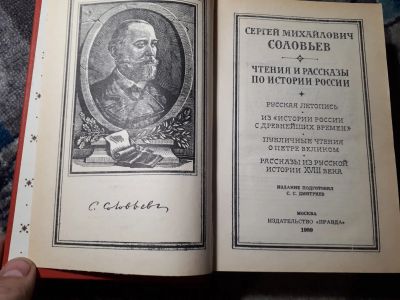 С. Соловьев
СЕРГЕЙ МИХАЙЛОВИЧ
СОЛОВЬЕВ
ЧТЕНИЯ И РАССКАЗЫ
ПО ИСТОРИИ РОССИИ
РУССКАЯ ЛЕТОПИСЬ
ИЗ «ИСТОРИИ РОССИИ
С ДРЕВНЕЙШИХ ВРЕМЕН»
ПУБЛИЧНЫЕ ЧТЕНИЯ
О ПЕТРЕ ВЕЛИКОМ
РАССКАЗЫ ИЗ РУССКОЙ
ИСТОРИИ XVIII ВЕКА
ИЗДАНИЕ ПОДГОТОВИЛ
С. С. ДМИТРИЕВ
МОСКВА
ИЗДАТЕЛЬСТВО «ПРАВДА»
1989